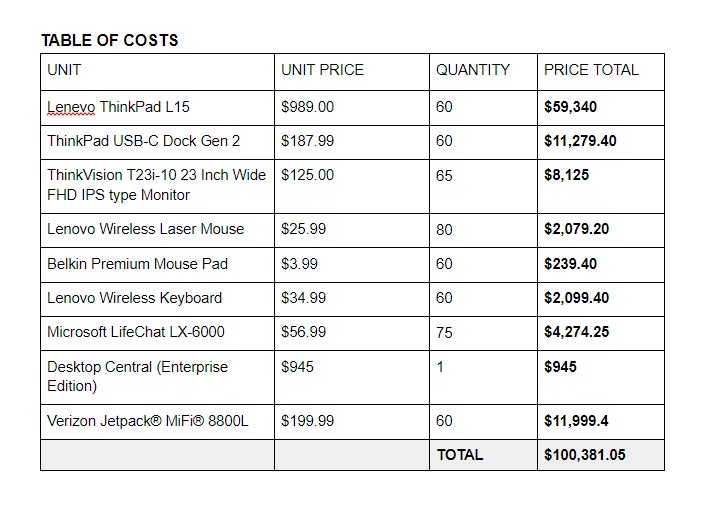 TABLE OF COSTS
UNIT UNIT PRICE QUANTITY PRICE TOTAL
Lenevo ThinkPad L15 $989.00 60 $59,340
ThinkPad USB-C Dock Gen 2 $187.99 60 $11,279.40
ThinkVision T23i-10 23 Inch Wide $125.00 65 $8,125
FHD IPS type Monitor
Lenovo Wireless Laser Mouse $25.99 80 $2,079.20
Belkin Premium Mouse Pad $3.99 60 $239.40
Lenovo Wireless Keyboard $34.99 60 $2,099.40
Microsoft LifeChat LX-6000 $56.99 75 $4,274.25
Desktop Central (Enterprise $945 1 $945
Edition)
Verizon Jetpack® MiFi® 8800L $199.99 60 $11,999.4
TOTAL $100,381.05